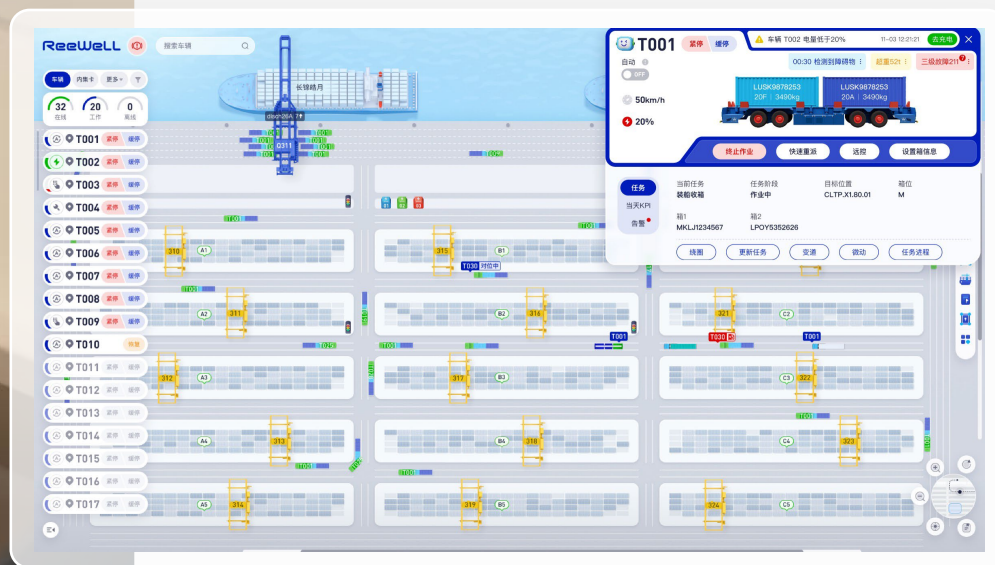 ReeWell
搜索车辆
车辆 内集卡 更多
32 20 0
在线 工作 离线
T001 紧停 缓停
T002 紧停 缓停
T003 紧停 缓停
T004 紧停 缓停
T005 紧停 缓停
T006 紧停 缓停
T007 紧停 缓停
T008 紧停 缓停
T009 紧停 缓停
T010 恢复
T011 紧停 缓停
T012 紧停 缓停
T013 紧停 缓停
T014 紧停 缓停
T015 紧停 缓停
T016 紧停 缓停
T017 紧停 缓停
长锦皓月
disch26A 7
Q311
310 A1 315 B1
T030 对位中
A2 311 B2 316 321 C2
T001 T030 T001
312 A3 317 B3 C3 322
A4 313 B4 318 C4 323
A5 314 319 B5 324 C5
T001 紧停 缓停
车辆 T002 电量低于20% 11-03 12:21:21 去充电
自动
OFF
00:30 检测到障碍物 超重52t 三级故障211
50km/h
20%
LUSK9878253 LUSK9878253
20F | 3490kg 20A | 3490kg
终止作业 快速重派 远控 设置箱信息
任务
当天KPI
告警
当前任务 任务阶段 目标位置 箱位
装船收箱 作业中 CLTP.X1.80.01 M
箱1 箱2
MKLJ1234567 LPOY5352626
绕圈 更新任务 变道 微动 任务进程